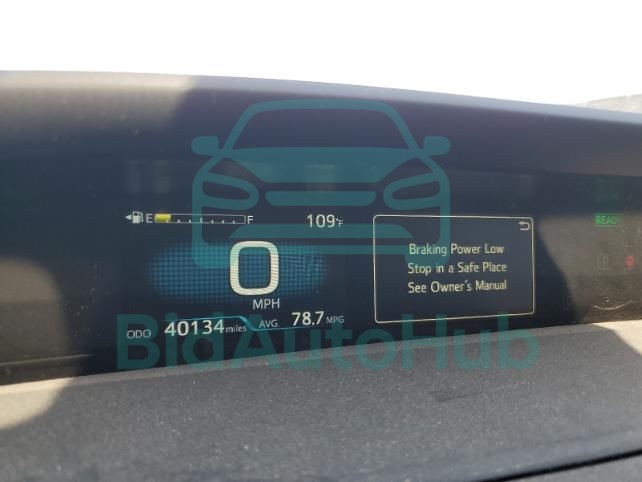 E F 109°F
0
MPH
ODO 40134 miles AVG 78.7 MPG
Braking Power Low
Stop in a Safe Place
See Owner's Manual
READY
P
BidAutoHub